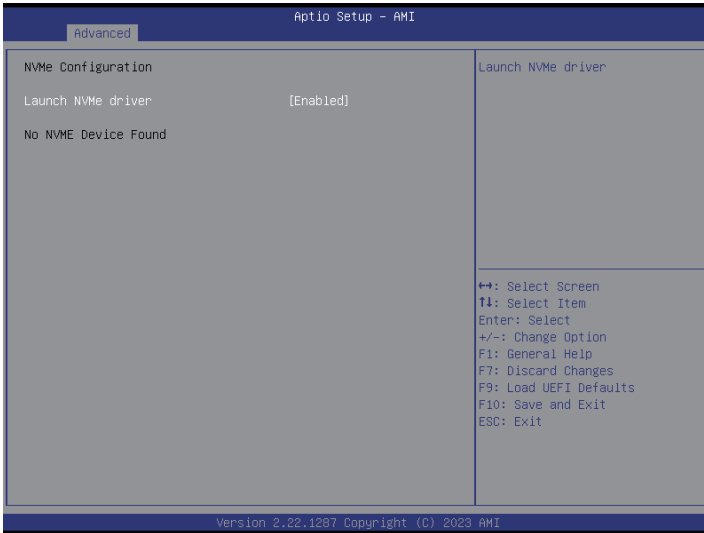 Aptio Setup – AMI
Advanced
NVMe Configuration
Launch NVMe driver [Enabled]
No NVME Device Found
Launch NVMe driver
↔: Select Screen
↑↓: Select Item
Enter: Select
+/-: Change Option
F1: General Help
F7: Discard Changes
F9: Load UEFI Defaults
F10: Save and Exit
ESC: Exit
Version 2.22.1287 Copyright (C) 2023 AMI